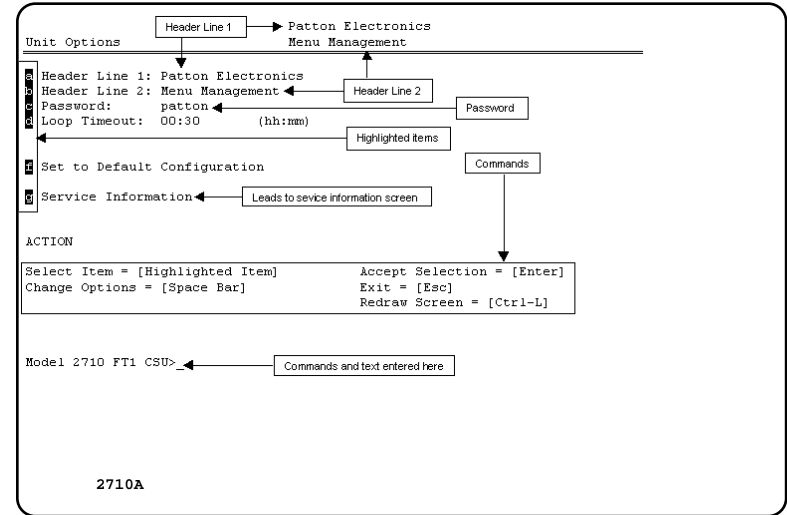 Header Line 1
Patton Electronics
Unit Options Menu Management
a Header Line 1: Patton Electronics
b Header Line 2: Menu Management
Header Line 2
c Password: patton
Password
d Loop Timeout: 00:30 (hh:mm)
Highlighted items
f Set to Default Configuration
Commands
g Service Information
Leads to sevice information screen
ACTION
Select Item = [Highlighted Item] Accept Selection = [Enter]
Change Options = [Space Bar] Exit = [Esc]
Redraw Screen = [Ctrl-L]
Model 2710 FT1 CSU>_
Commands and text entered here
2710A